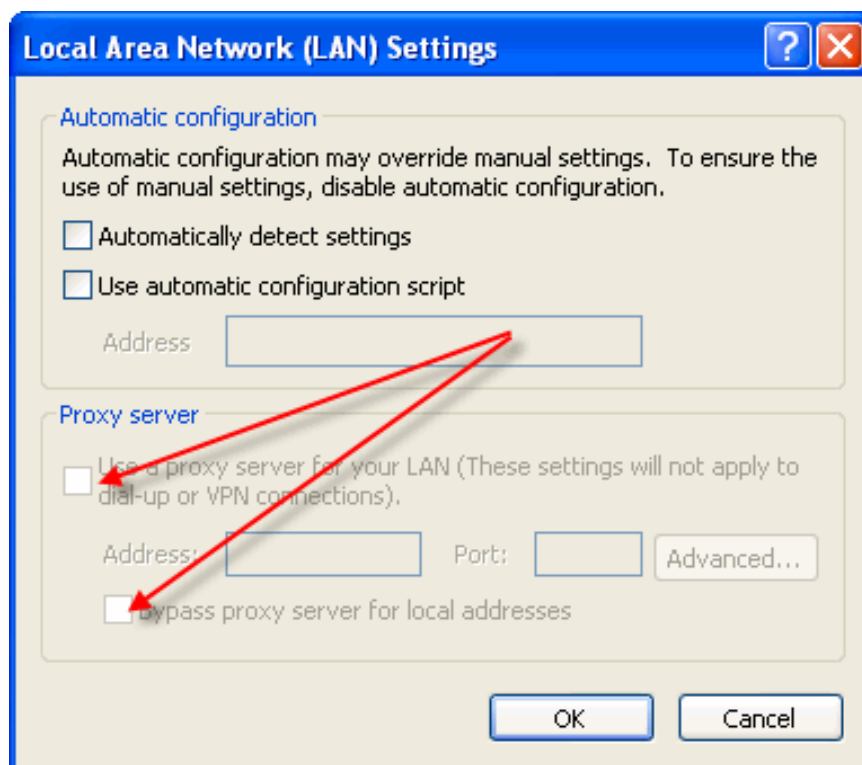 Local Area Network (LAN) Settings
Automatic configuration
Automatic configuration may override manual settings. To ensure the
use of manual settings, disable automatic configuration.
Automatically detect settings
Use automatic configuration script
Address
Proxy server
Use a proxy server for your LAN (These settings will not apply to
dial-up or VPN connections).
Address:
Port:
Advanced...
Bypass proxy server for local addresses
OK
Cancel